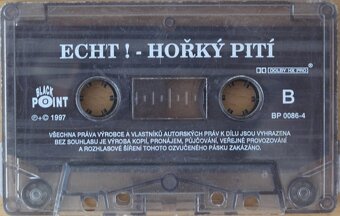 ECHT ! - HOŘKÝ PITÍ
DOLBY HX PRO
BLACK
POINT
B
℗+© 1997
BP 0086-4
VŠECHNA PRÁVA VÝROBCE A VLASTNÍKŮ AUTORSKÝCH PRÁV K DÍLU JSOU VYHRAZENA
BEZ SOUHLASU JE VÝROBA KOPIÍ, PRONÁJEM, PŮJČOVÁNÍ, VEŘEJNÉ PROVOZOVÁNÍ
A ROZHLASOVÉ ŠÍŘENÍ TOHOTO OZVUČENÉHO PÁSKU ZAKÁZÁNO.